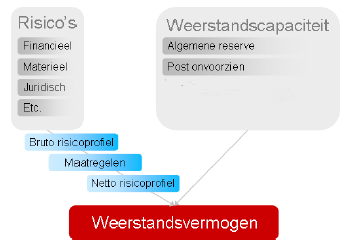 Risico's
Financieel
Materieel
Juridisch
Etc.
Weerstandscapaciteit
Algemene reserve
Post onvoorzien
Bruto risicoprofiel
Maatregelen
Netto risicoprofiel
Weerstandsvermogen